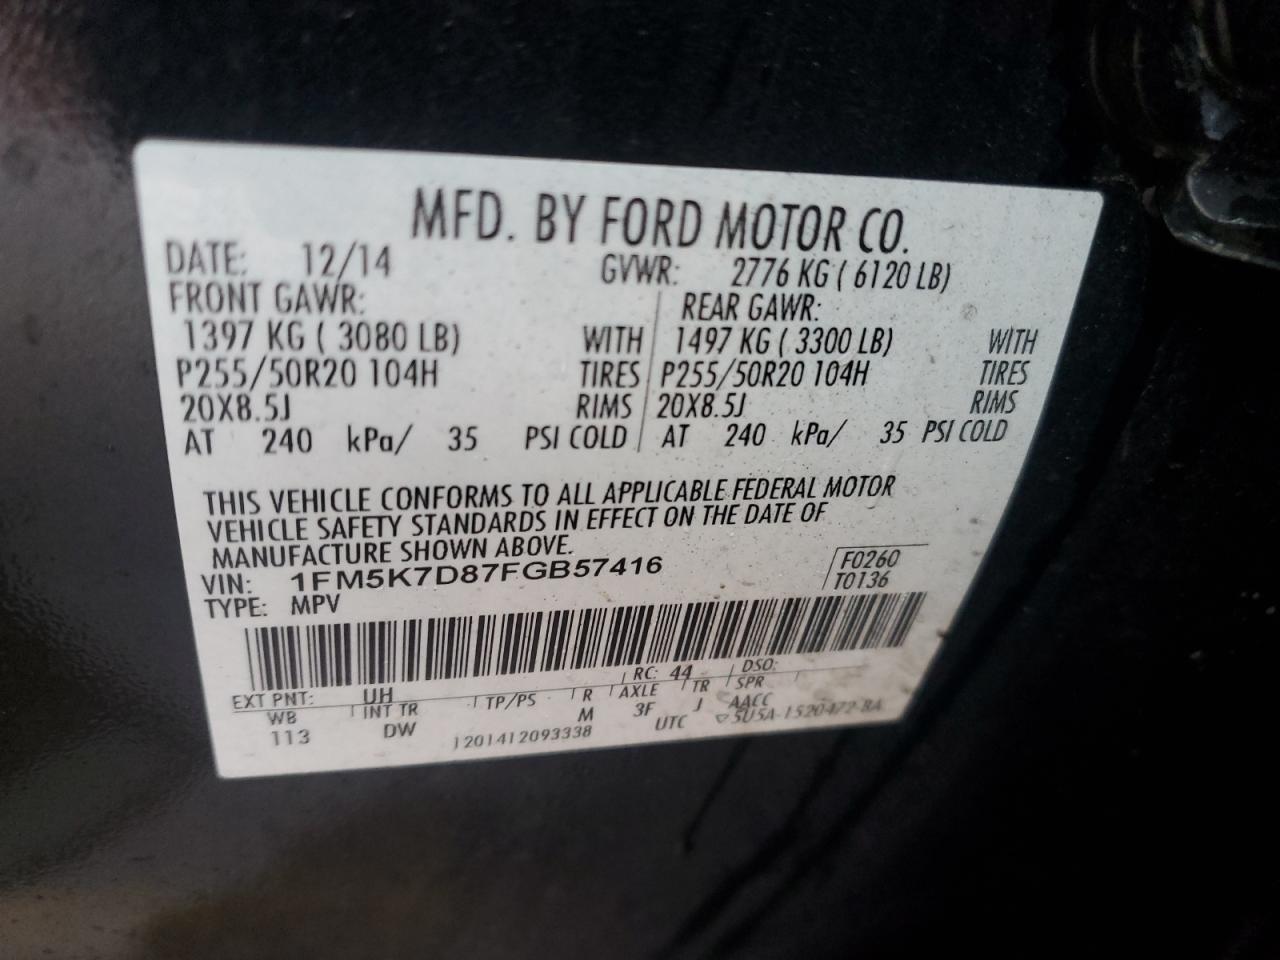 MFD. BY FORD MOTOR CO.
DATE: 12/14 GVWR: 2776 KG ( 6120 LB)
FRONT GAWR: REAR GAWR:
1397 KG ( 3080 LB) WITH 1497 KG ( 3300 LB) WITH
P255/50R20 104H TIRES P255/50R20 104H TIRES
20X8.5J RIMS 20X8.5J RIMS
AT 240 kPa/ 35 PSI COLD AT 240 kPa/ 35 PSI COLD
THIS VEHICLE CONFORMS TO ALL APPLICABLE FEDERAL MOTOR
VEHICLE SAFETY STANDARDS IN EFFECT ON THE DATE OF
MANUFACTURE SHOWN ABOVE.
VIN: 1FM5K7D87FGB57416 F0260
TYPE: MPV T0136
EXT PNT: UH RC: 44 DSO:
WB INT TR TP/PS R AXLE TR SPR
113 DW M 3F J AACC
1201412093338 UTC 5U5A-1520472-BA